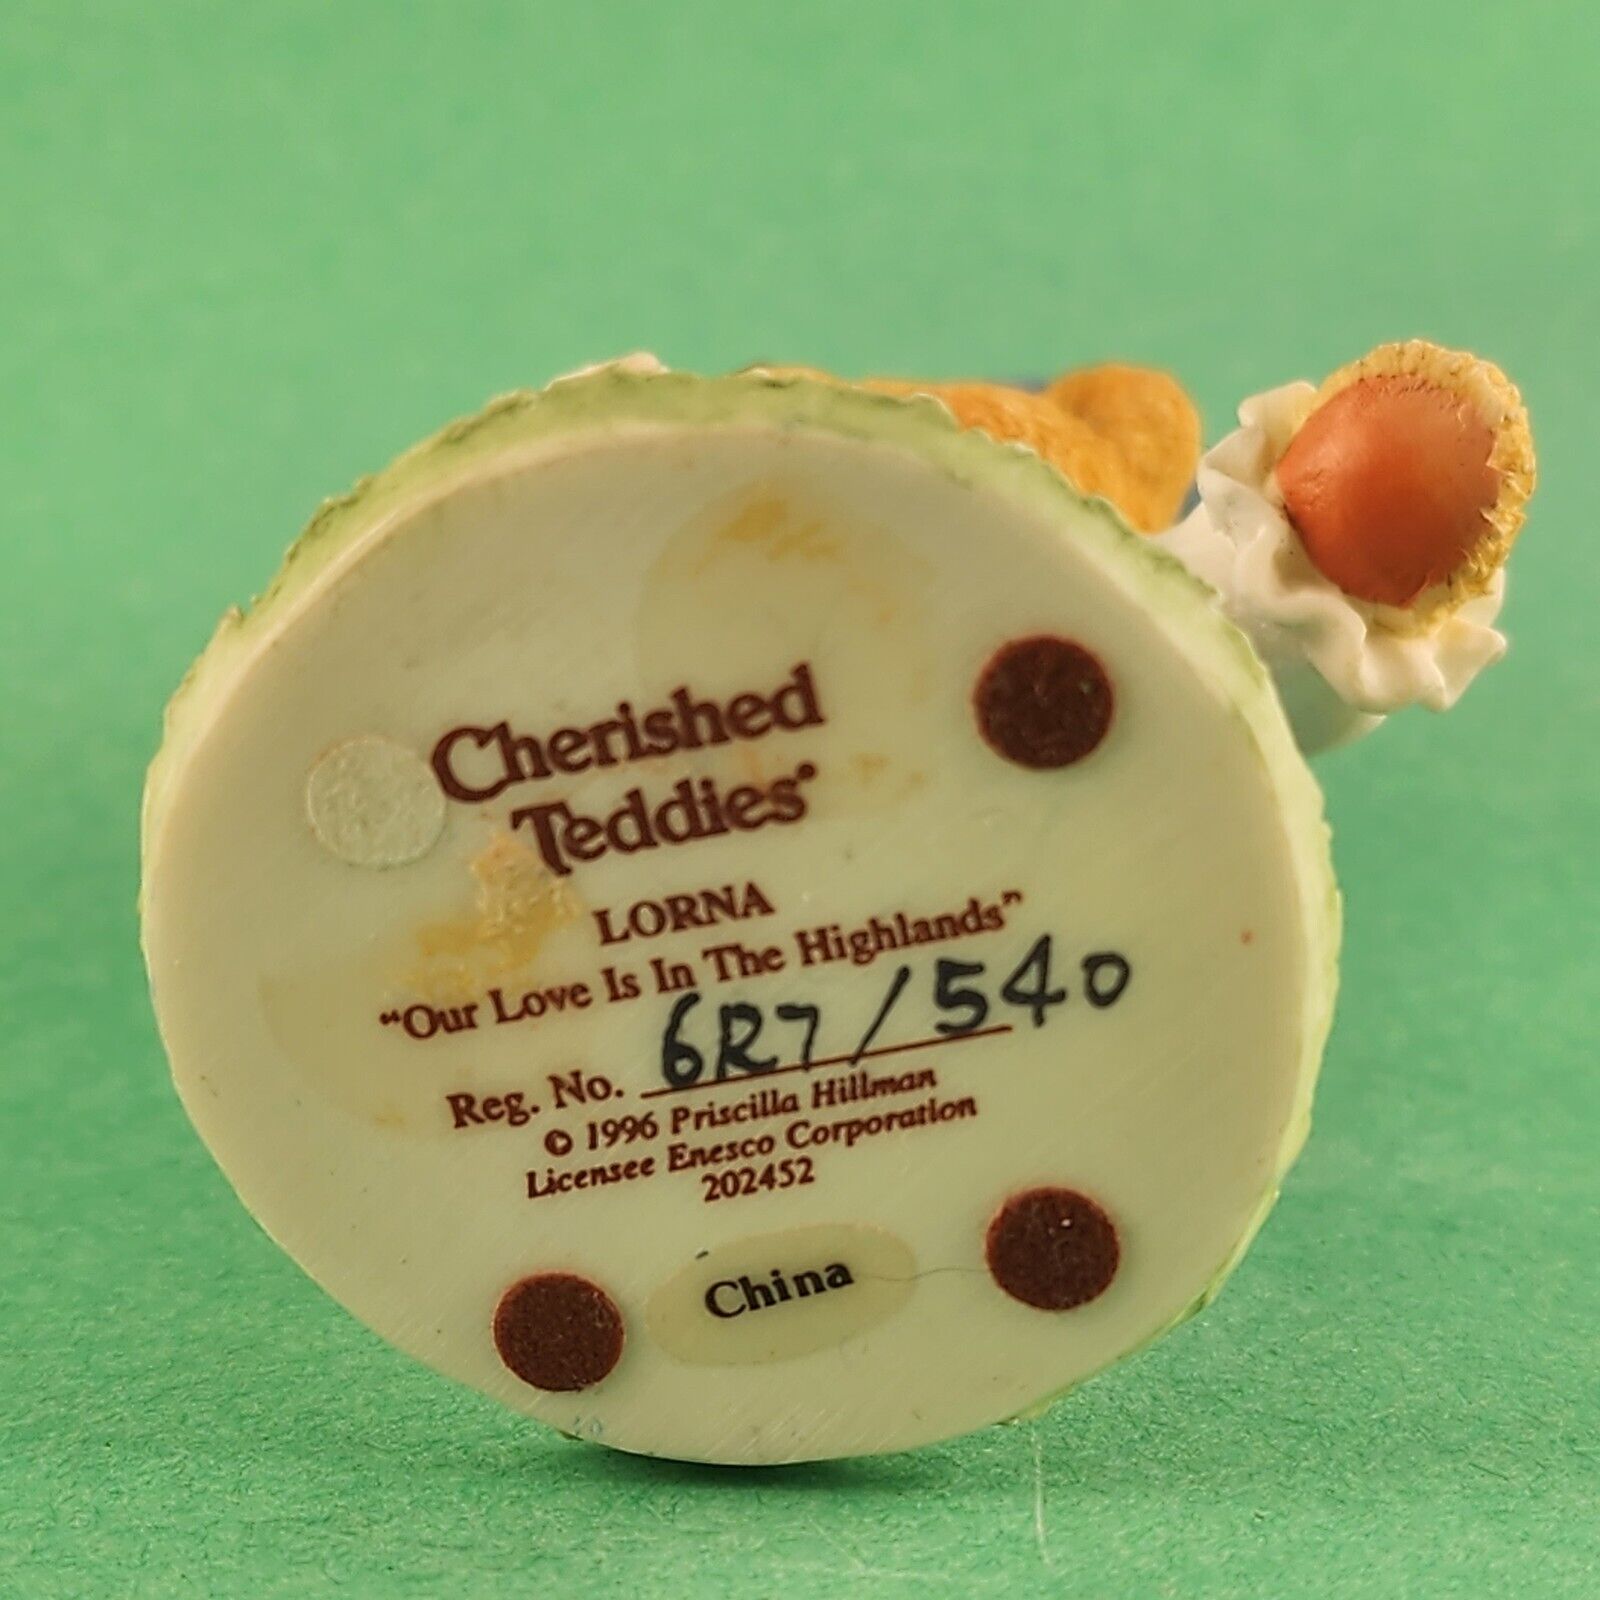 Cherished
Teddies®
LORNA
“Our Love Is In The Highlands”
Reg. No. 6R7/540
© 1996 Priscilla Hillman
Licensee Enesco Corporation
202452
China